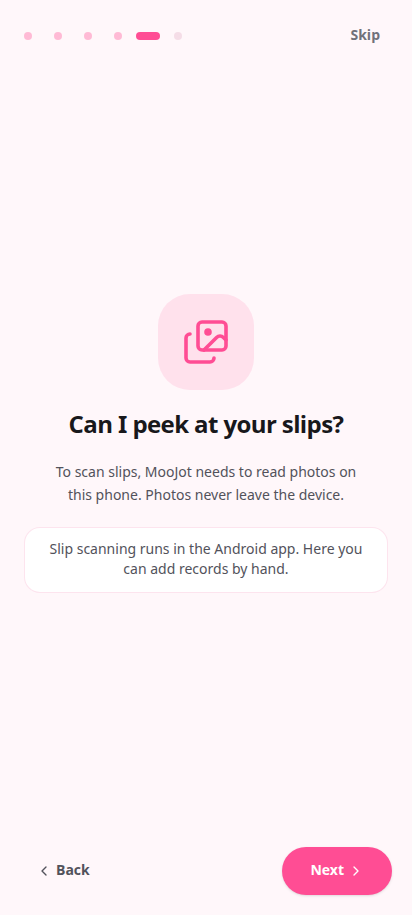 Skip
Can I peek at your slips?
To scan slips, MooJot needs to read photos on
this phone. Photos never leave the device.
Slip scanning runs in the Android app. Here you
can add records by hand.
Back
Next